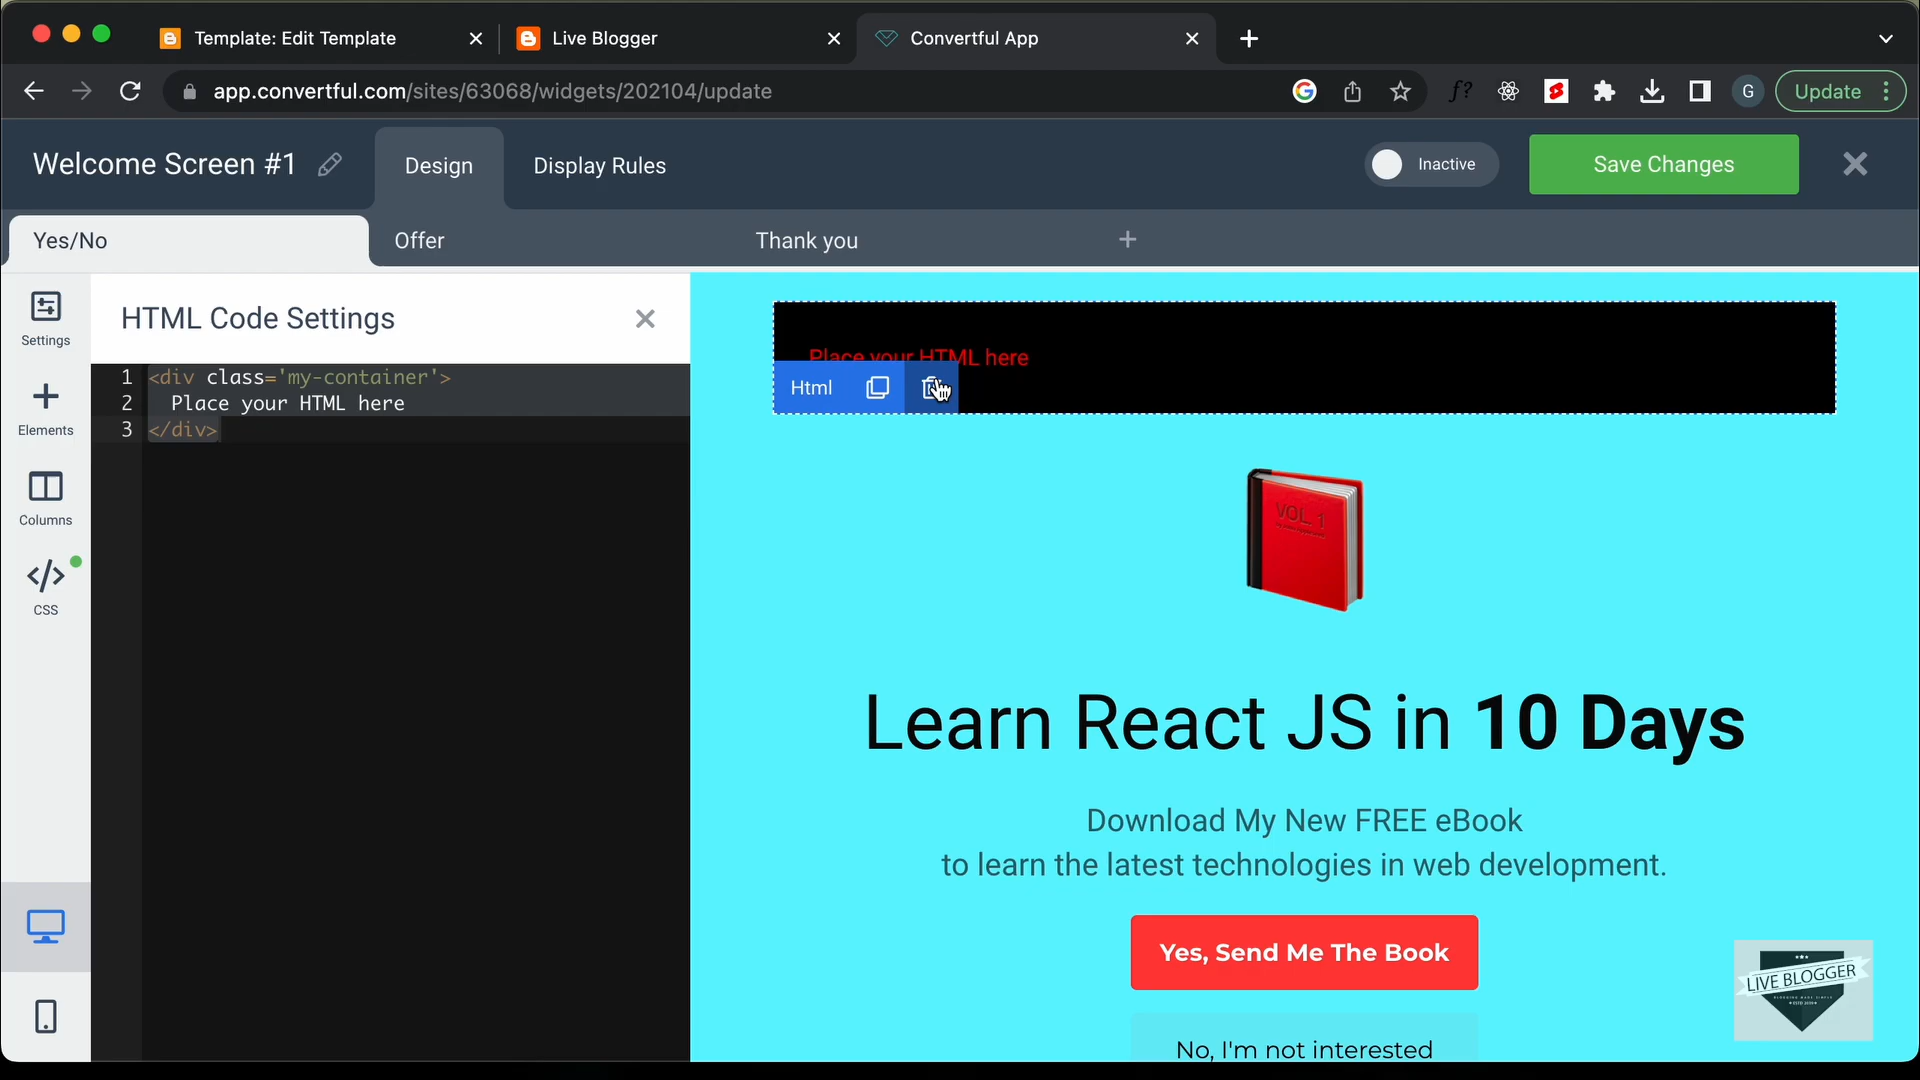 Template: Edit Template
Live Blogger
Convertful App
app.convertful.com/sites/63068/widgets/202104/update
f?
G
Update
Welcome Screen #1
Design
Display Rules
Inactive
Save Changes
Yes/No
Offer
Thank you
Settings
Elements
Columns
CSS
HTML Code Settings
1 <div class='my-container'>
2 Place your HTML here
3 </div>
Place your HTML here
Html
VOL. 1
Learn React JS in 10 Days
Download My New FREE eBook
to learn the latest technologies in web development.
Yes, Send Me The Book
No, I'm not interested
LIVE BLOGGER